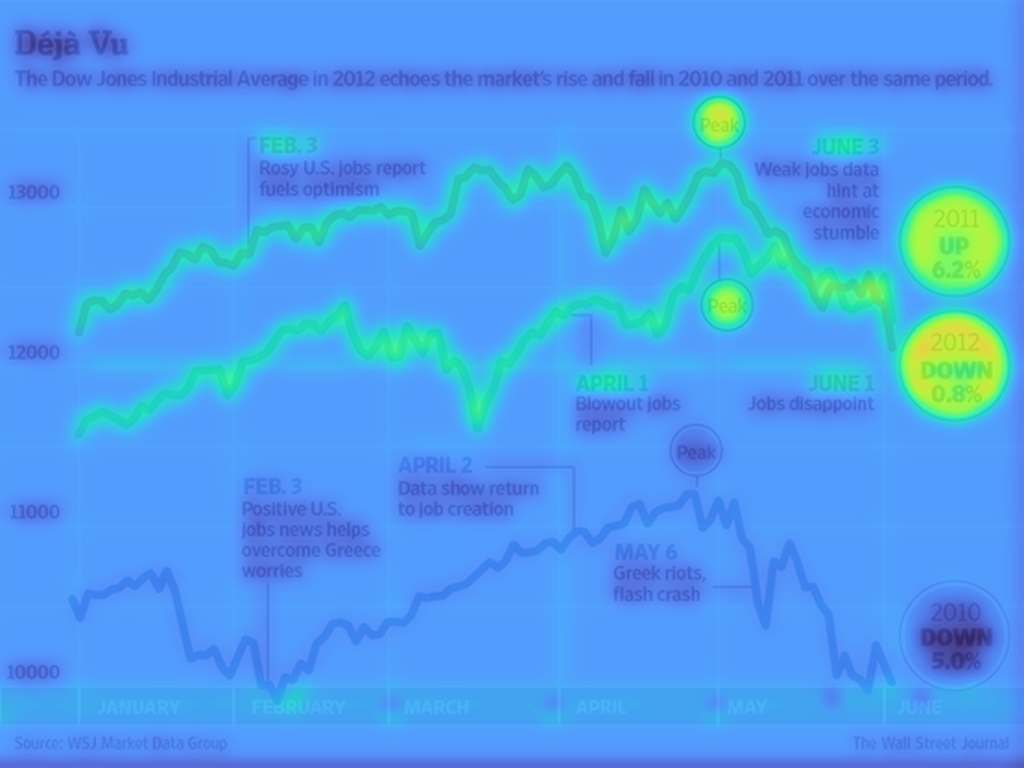 Déjà Vu
The Dow Jones Industrial Average in 2012 echoes the market's rise and fall in 2010 and 2011 over the same period.
Peak
FEB. 3
Rosy U.S. jobs report
fuels optimism
JUNE 3
Weak jobs data
hint at
economic
stumble
13000
2011
UP
6.2%
Peak
12000
2012
DOWN
0.8%
APRIL 1
Blowout jobs
report
JUNE 1
Jobs disappoint
Peak
APRIL 2
Data show return
to job creation
FEB. 3
Positive U.S.
jobs news helps
overcome Greece
worries
11000
MAY 6
Greek riots,
flash crash
2010
DOWN
5.0%
10000
JANUARY
FEBRUARY
MARCH
APRIL
MAY
JUNE
Source: WSJ Market Data Group
The Wall Street Journal